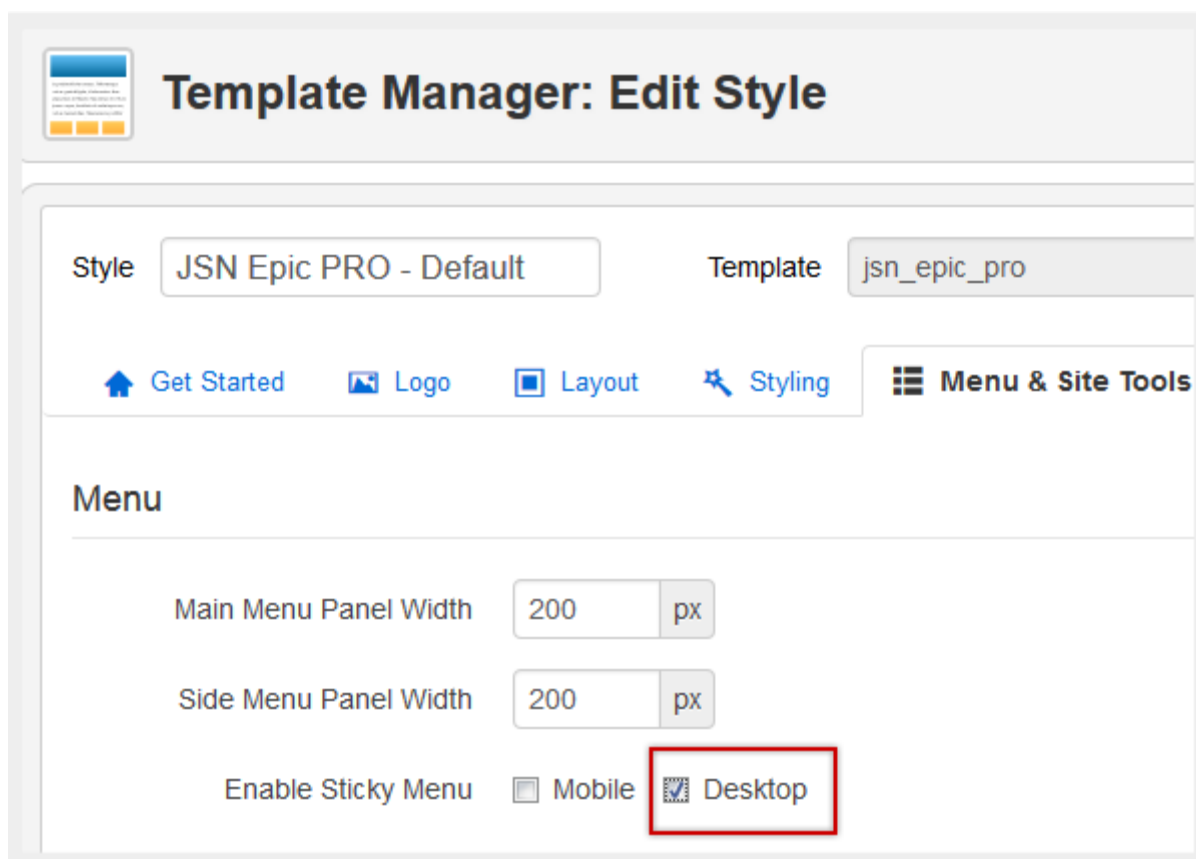 Template Manager: Edit Style
Style JSN Epic PRO - Default Template jsn_epic_pro
Get Started Logo Layout Styling Menu & Site Tools
Menu
Main Menu Panel Width 200 px
Side Menu Panel Width 200 px
Enable Sticky Menu Mobile Desktop